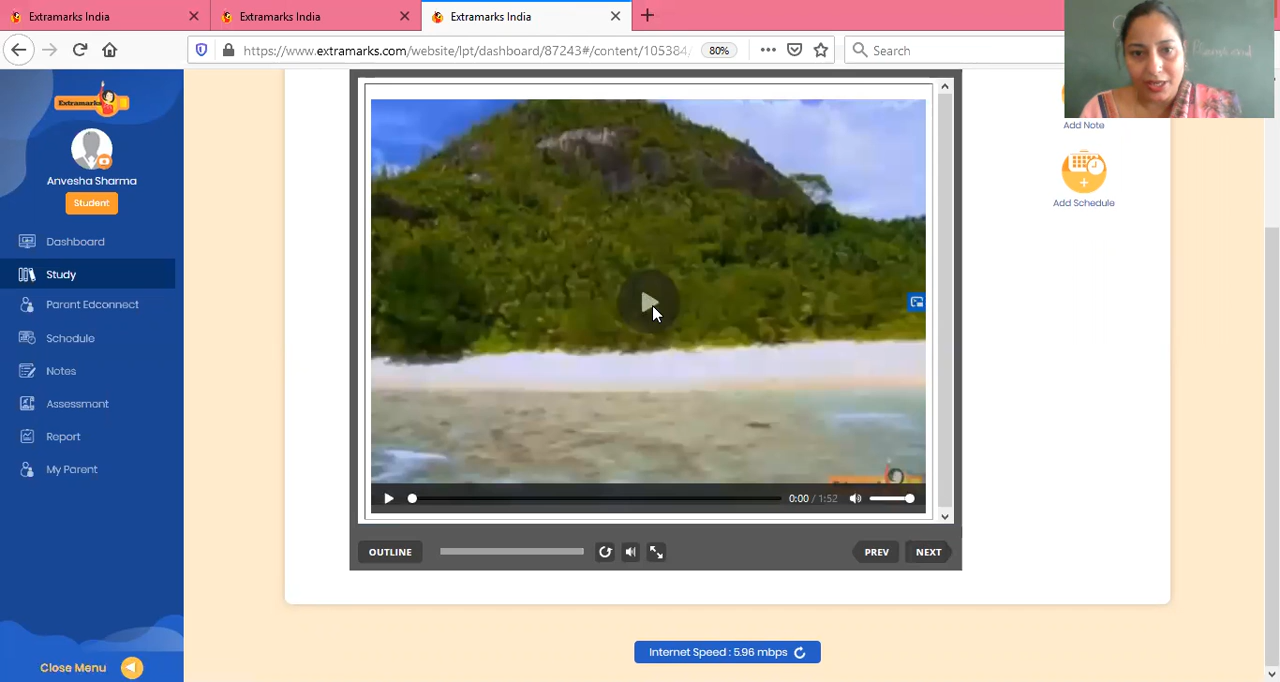 Extramarks India
Extramarks India
Extramarks India
https://www.extramarks.com/website/lpt/dashboard/87243#/content/105384/
80%
Search
Extramarks
Anvesha Sharma
Student
Dashboard
Study
Parent Edconnect
Schedule
Notes
Assessmant
Report
My Parent
Close Menu
Add Note
Add Schedule
0:00 / 1:52
OUTLINE
PREV
NEXT
Internet Speed : 5.96 mbps